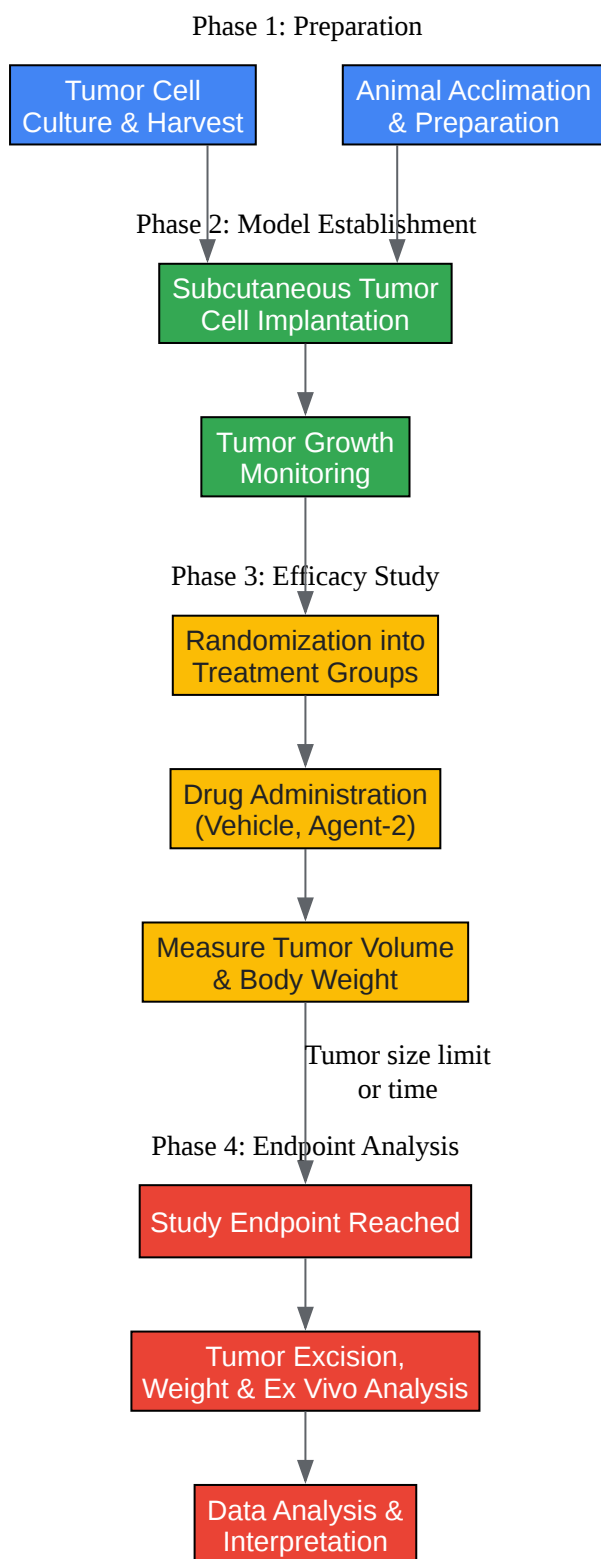 Phase 1: Preparation
Tumor Cell
Culture & Harvest
Animal Acclimation
& Preparation
Phase 2: Model Establishment
Subcutaneous Tumor
Cell Implantation
Tumor Growth
Monitoring
Phase 3: Efficacy Study
Randomization into
Treatment Groups
Drug Administration
(Vehicle, Agent-2)
Measure Tumor Volume
& Body Weight
Tumor size limit
or time
Phase 4: Endpoint Analysis
Study Endpoint Reached
Tumor Excision,
Weight & Ex Vivo Analysis
Data Analysis &
Interpretation